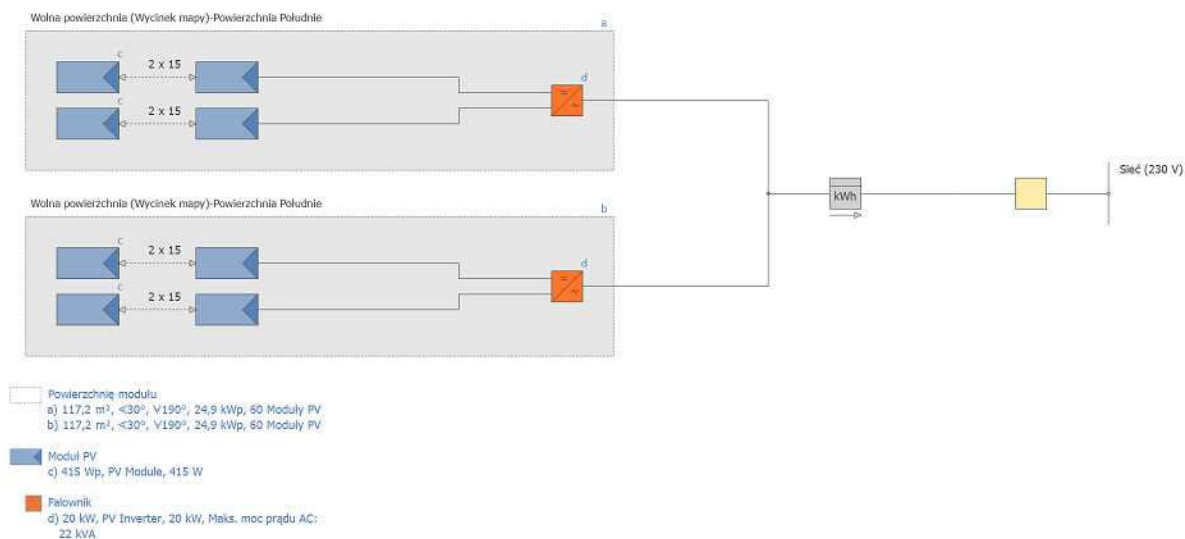 Wolna powierzchnia (Wycinek mapy)-Powierzchnia Południe
a
c
2 x 15
d
c
2 x 15
kWh
Sieć (230 V)
Wolna powierzchnia (Wycinek mapy)-Powierzchnia Południe
b
c
2 x 15
d
c
2 x 15
Powierzchnię modułu
a) 117,2 m², <30°, V190°, 24,9 kWp, 60 Moduły PV
b) 117,2 m², <30°, V190°, 24,9 kWp, 60 Moduły PV
Moduł PV
c) 415 Wp, PV Module, 415 W
Falownik
d) 20 kW, PV Inverter, 20 kW, Maks. moc prądu AC:
22 kVA